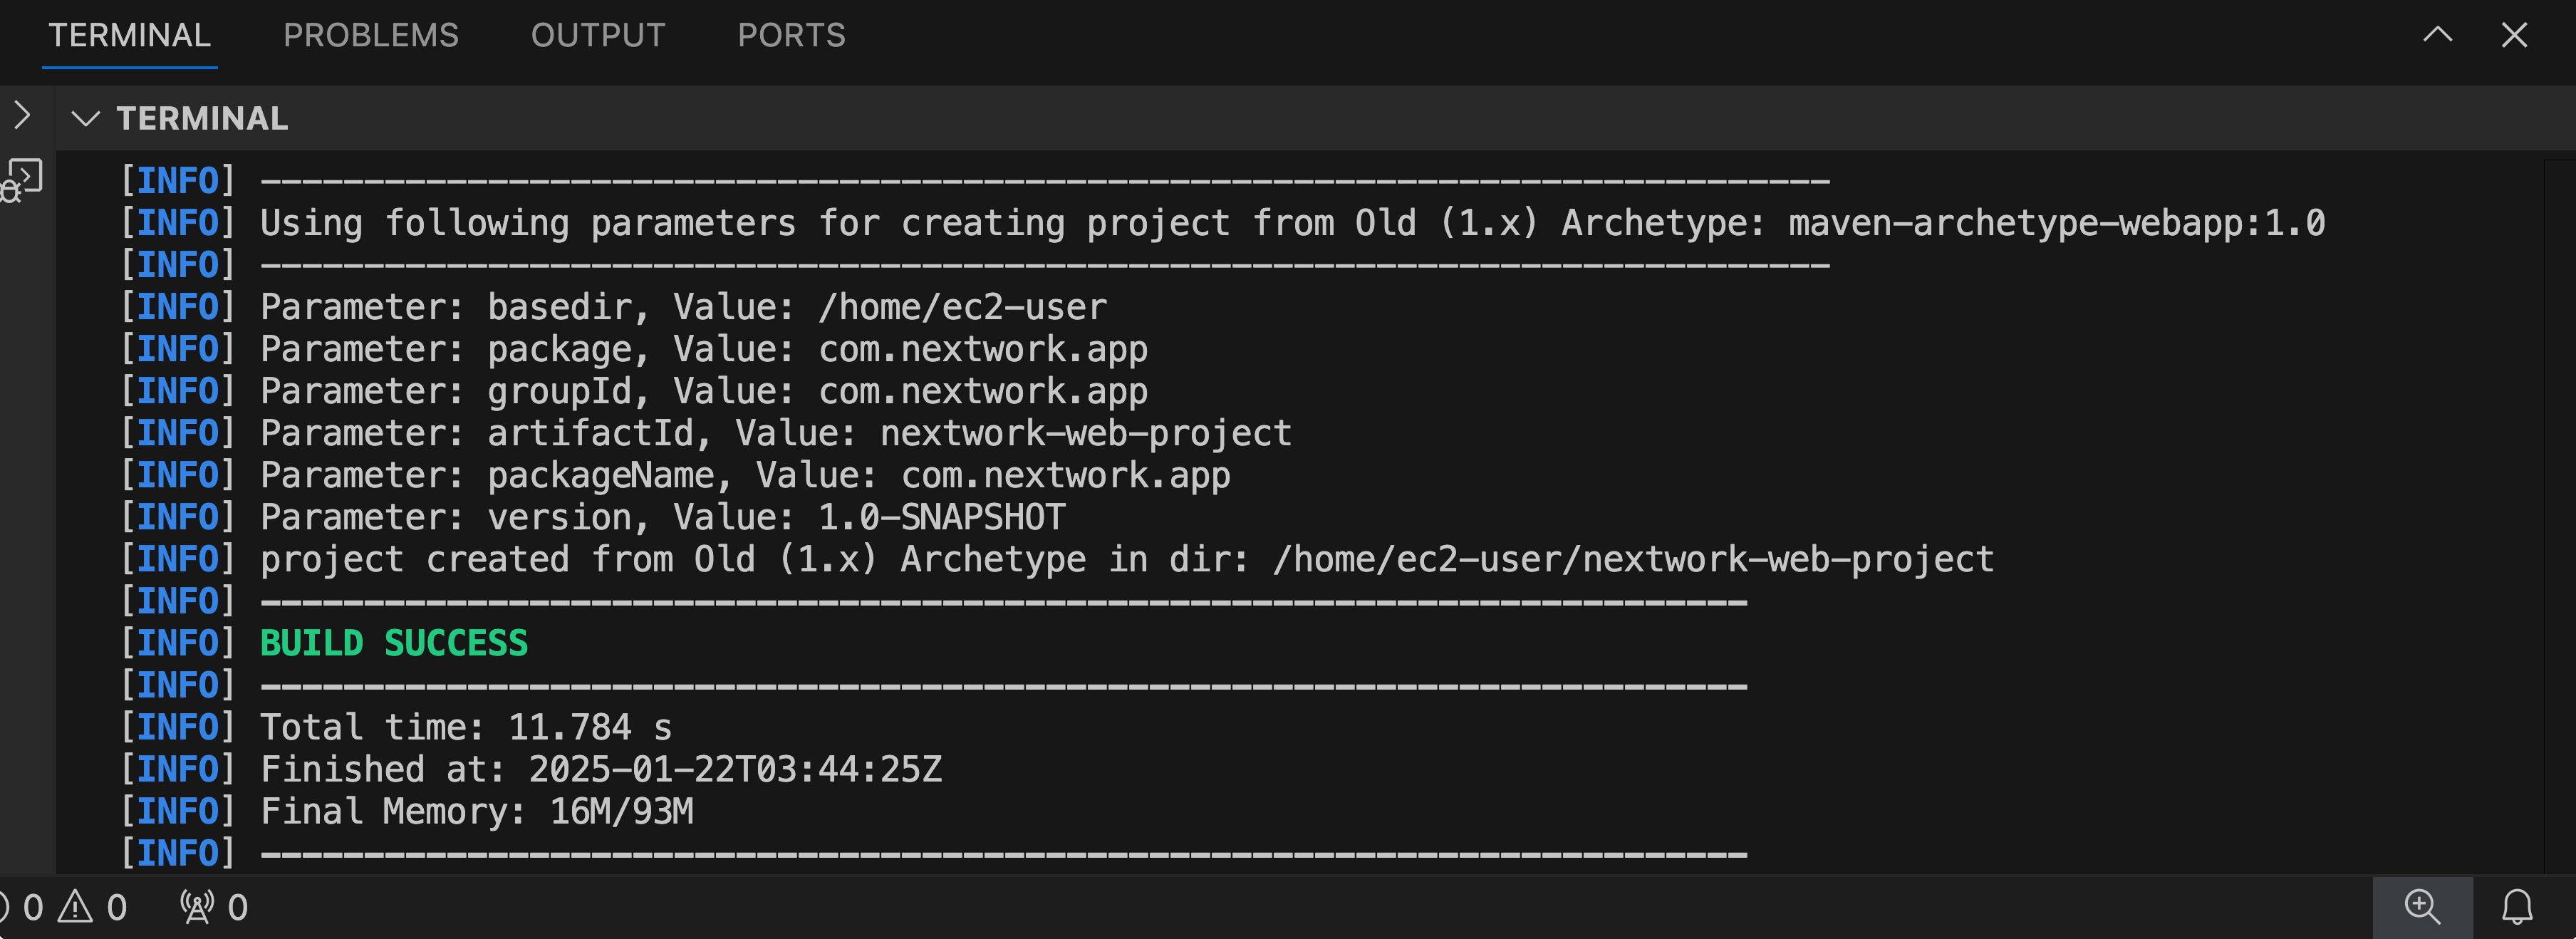 TERMINAL PROBLEMS OUTPUT PORTS
TERMINAL
[INFO] ----------------------------------------------------------------------------
[INFO] Using following parameters for creating project from Old (1.x) Archetype: maven-archetype-webapp:1.0
[INFO] ----------------------------------------------------------------------------
[INFO] Parameter: basedir, Value: /home/ec2-user
[INFO] Parameter: package, Value: com.nextwork.app
[INFO] Parameter: groupId, Value: com.nextwork.app
[INFO] Parameter: artifactId, Value: nextwork-web-project
[INFO] Parameter: packageName, Value: com.nextwork.app
[INFO] Parameter: version, Value: 1.0-SNAPSHOT
[INFO] project created from Old (1.x) Archetype in dir: /home/ec2-user/nextwork-web-project
[INFO] ------------------------------------------------------------------------
[INFO] BUILD SUCCESS
[INFO] ------------------------------------------------------------------------
[INFO] Total time: 11.784 s
[INFO] Finished at: 2025-01-22T03:44:25Z
[INFO] Final Memory: 16M/93M
[INFO] ------------------------------------------------------------------------
0 0 0